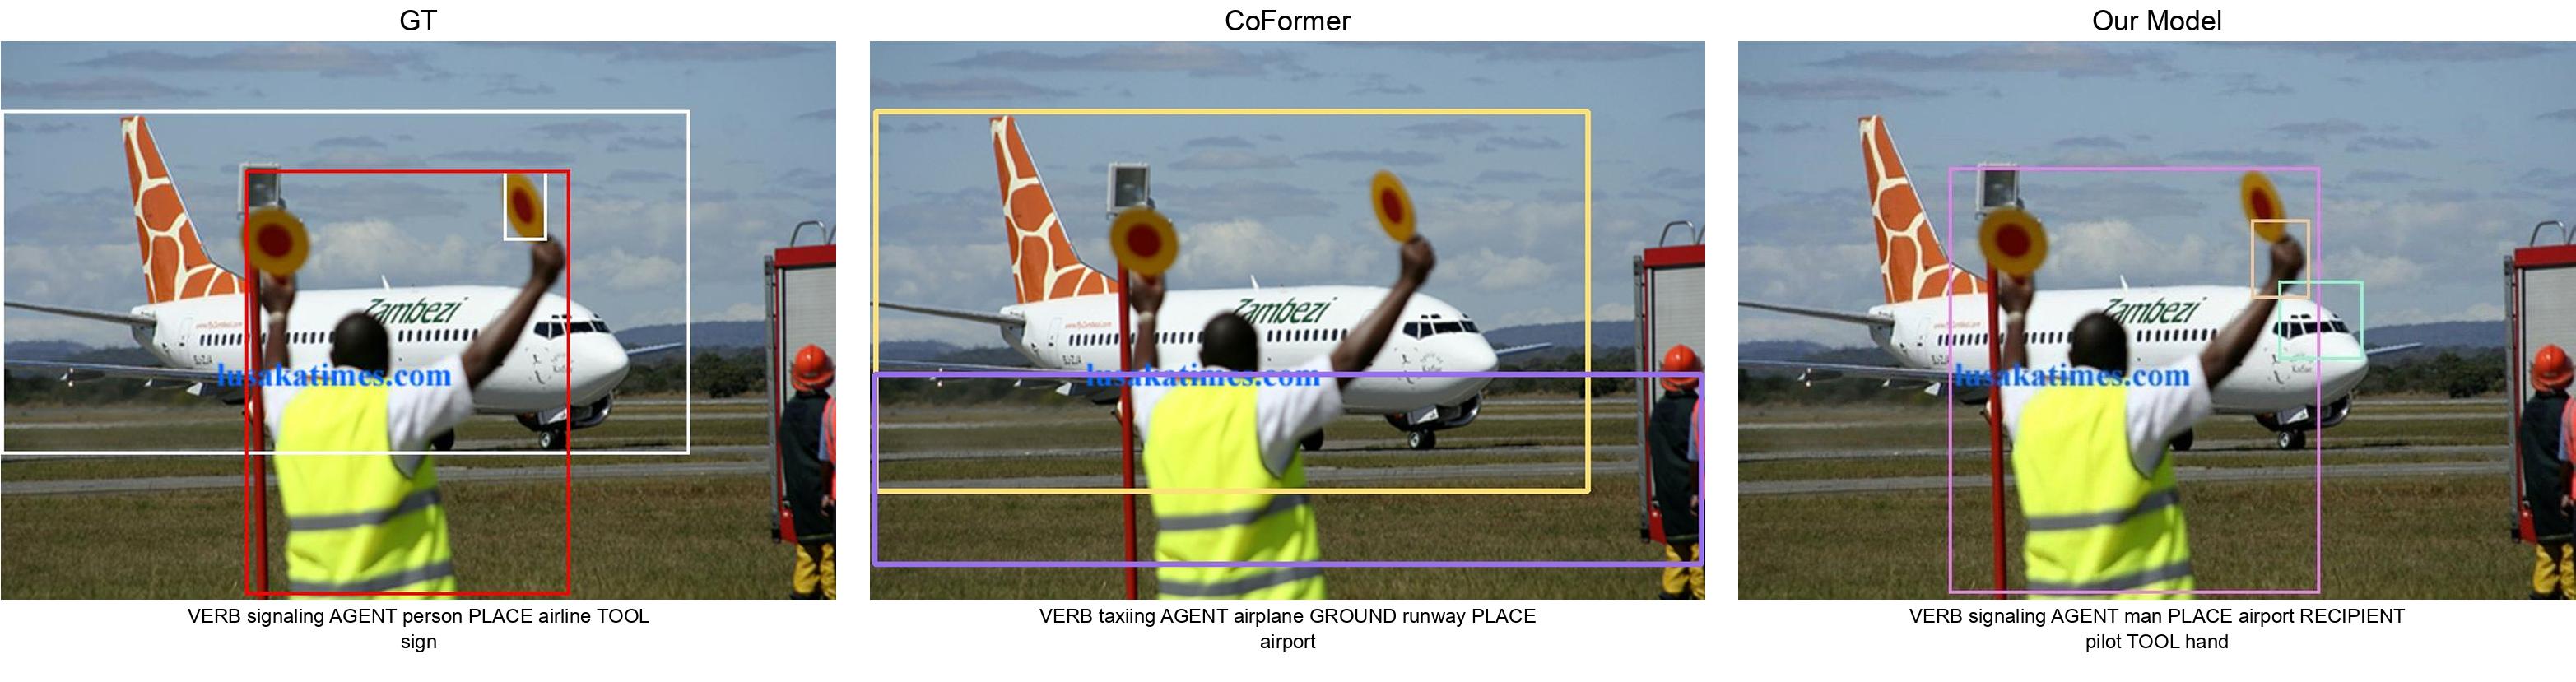 GT
CoFormer
Our Model
Zambezi
lusakatimes.com
Zambezi
lusakatimes.com
Zambezi
lusakatimes.com
VERB signaling AGENT person PLACE airline TOOL
sign
VERB taxiing AGENT airplane GROUND runway PLACE
airport
VERB signaling AGENT man PLACE airport RECIPIENT
pilot TOOL hand